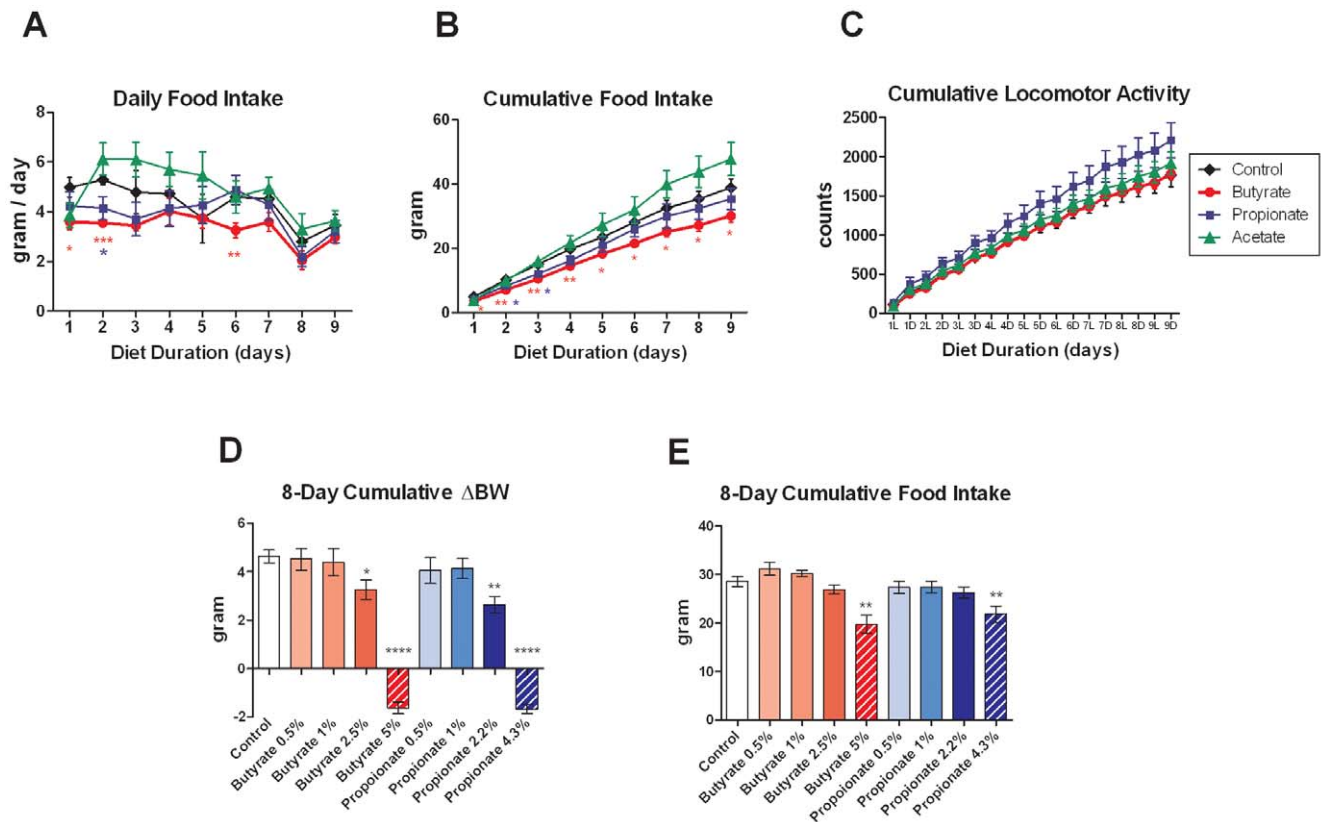 A
B
C
Daily Food Intake
Cumulative Food Intake
Cumulative Locomotor Activity
gram / day
8
6
4
2
0
*
***
*
**
1 2 3 4 5 6 7 8 9
Diet Duration (days)
gram
60
40
20
0
*
** *
** *
**
*
*
*
*
*
1 2 3 4 5 6 7 8 9
Diet Duration (days)
counts
2500
2000
1500
1000
500
0
1L 1D 2L 2D 3L 3D 4L 4D 5L 5D 6L 6D 7L 7D 8L 8D 9L 9D
Diet Duration (days)
Control
Butyrate
Propionate
Acetate
D
E
8-Day Cumulative ΔBW
gram
6
4
2
0
-2
*
****
**
****
Control
Butyrate 0.5%
Butyrate 1%
Butyrate 2.5%
Butyrate 5%
Propoionate 0.5%
Propionate 1%
Propionate 2.2%
Propionate 4.3%
8-Day Cumulative Food Intake
gram
40
30
20
10
0
**
**
Control
Butyrate 0.5%
Butyrate 1%
Butyrate 2.5%
Butyrate 5%
Propoionate 0.5%
Propionate 1%
Propionate 2.2%
Propionate 4.3%